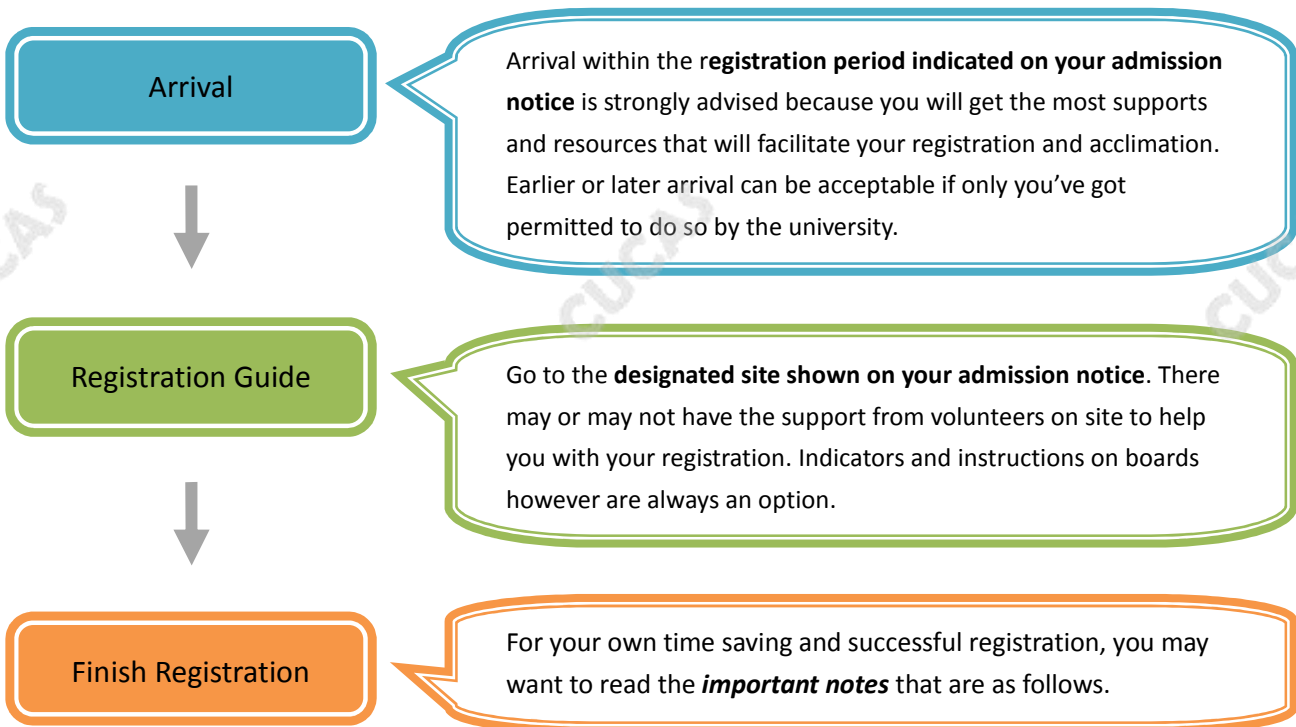 Arrival
Arrival within the registration period indicated on your admission
notice is strongly advised because you will get the most supports
and resources that will facilitate your registration and acclimation.
Earlier or later arrival can be acceptable if only you’ve got
permitted to do so by the university.
CAS
CUCAS
CUC
Registration Guide
Go to the designated site shown on your admission notice. There
may or may not have the support from volunteers on site to help
you with your registration. Indicators and instructions on boards
however are always an option.
Finish Registration
For your own time saving and successful registration, you may
want to read the important notes that are as follows.